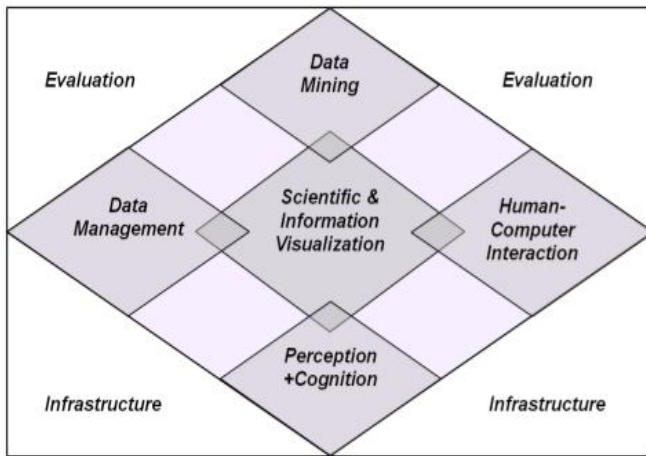 Evaluation
Data
Mining
Evaluation
Data
Management
Scientific &
Information
Visualization
Human-
Computer
Interaction
Perception
+Cognition
Infrastructure
Infrastructure